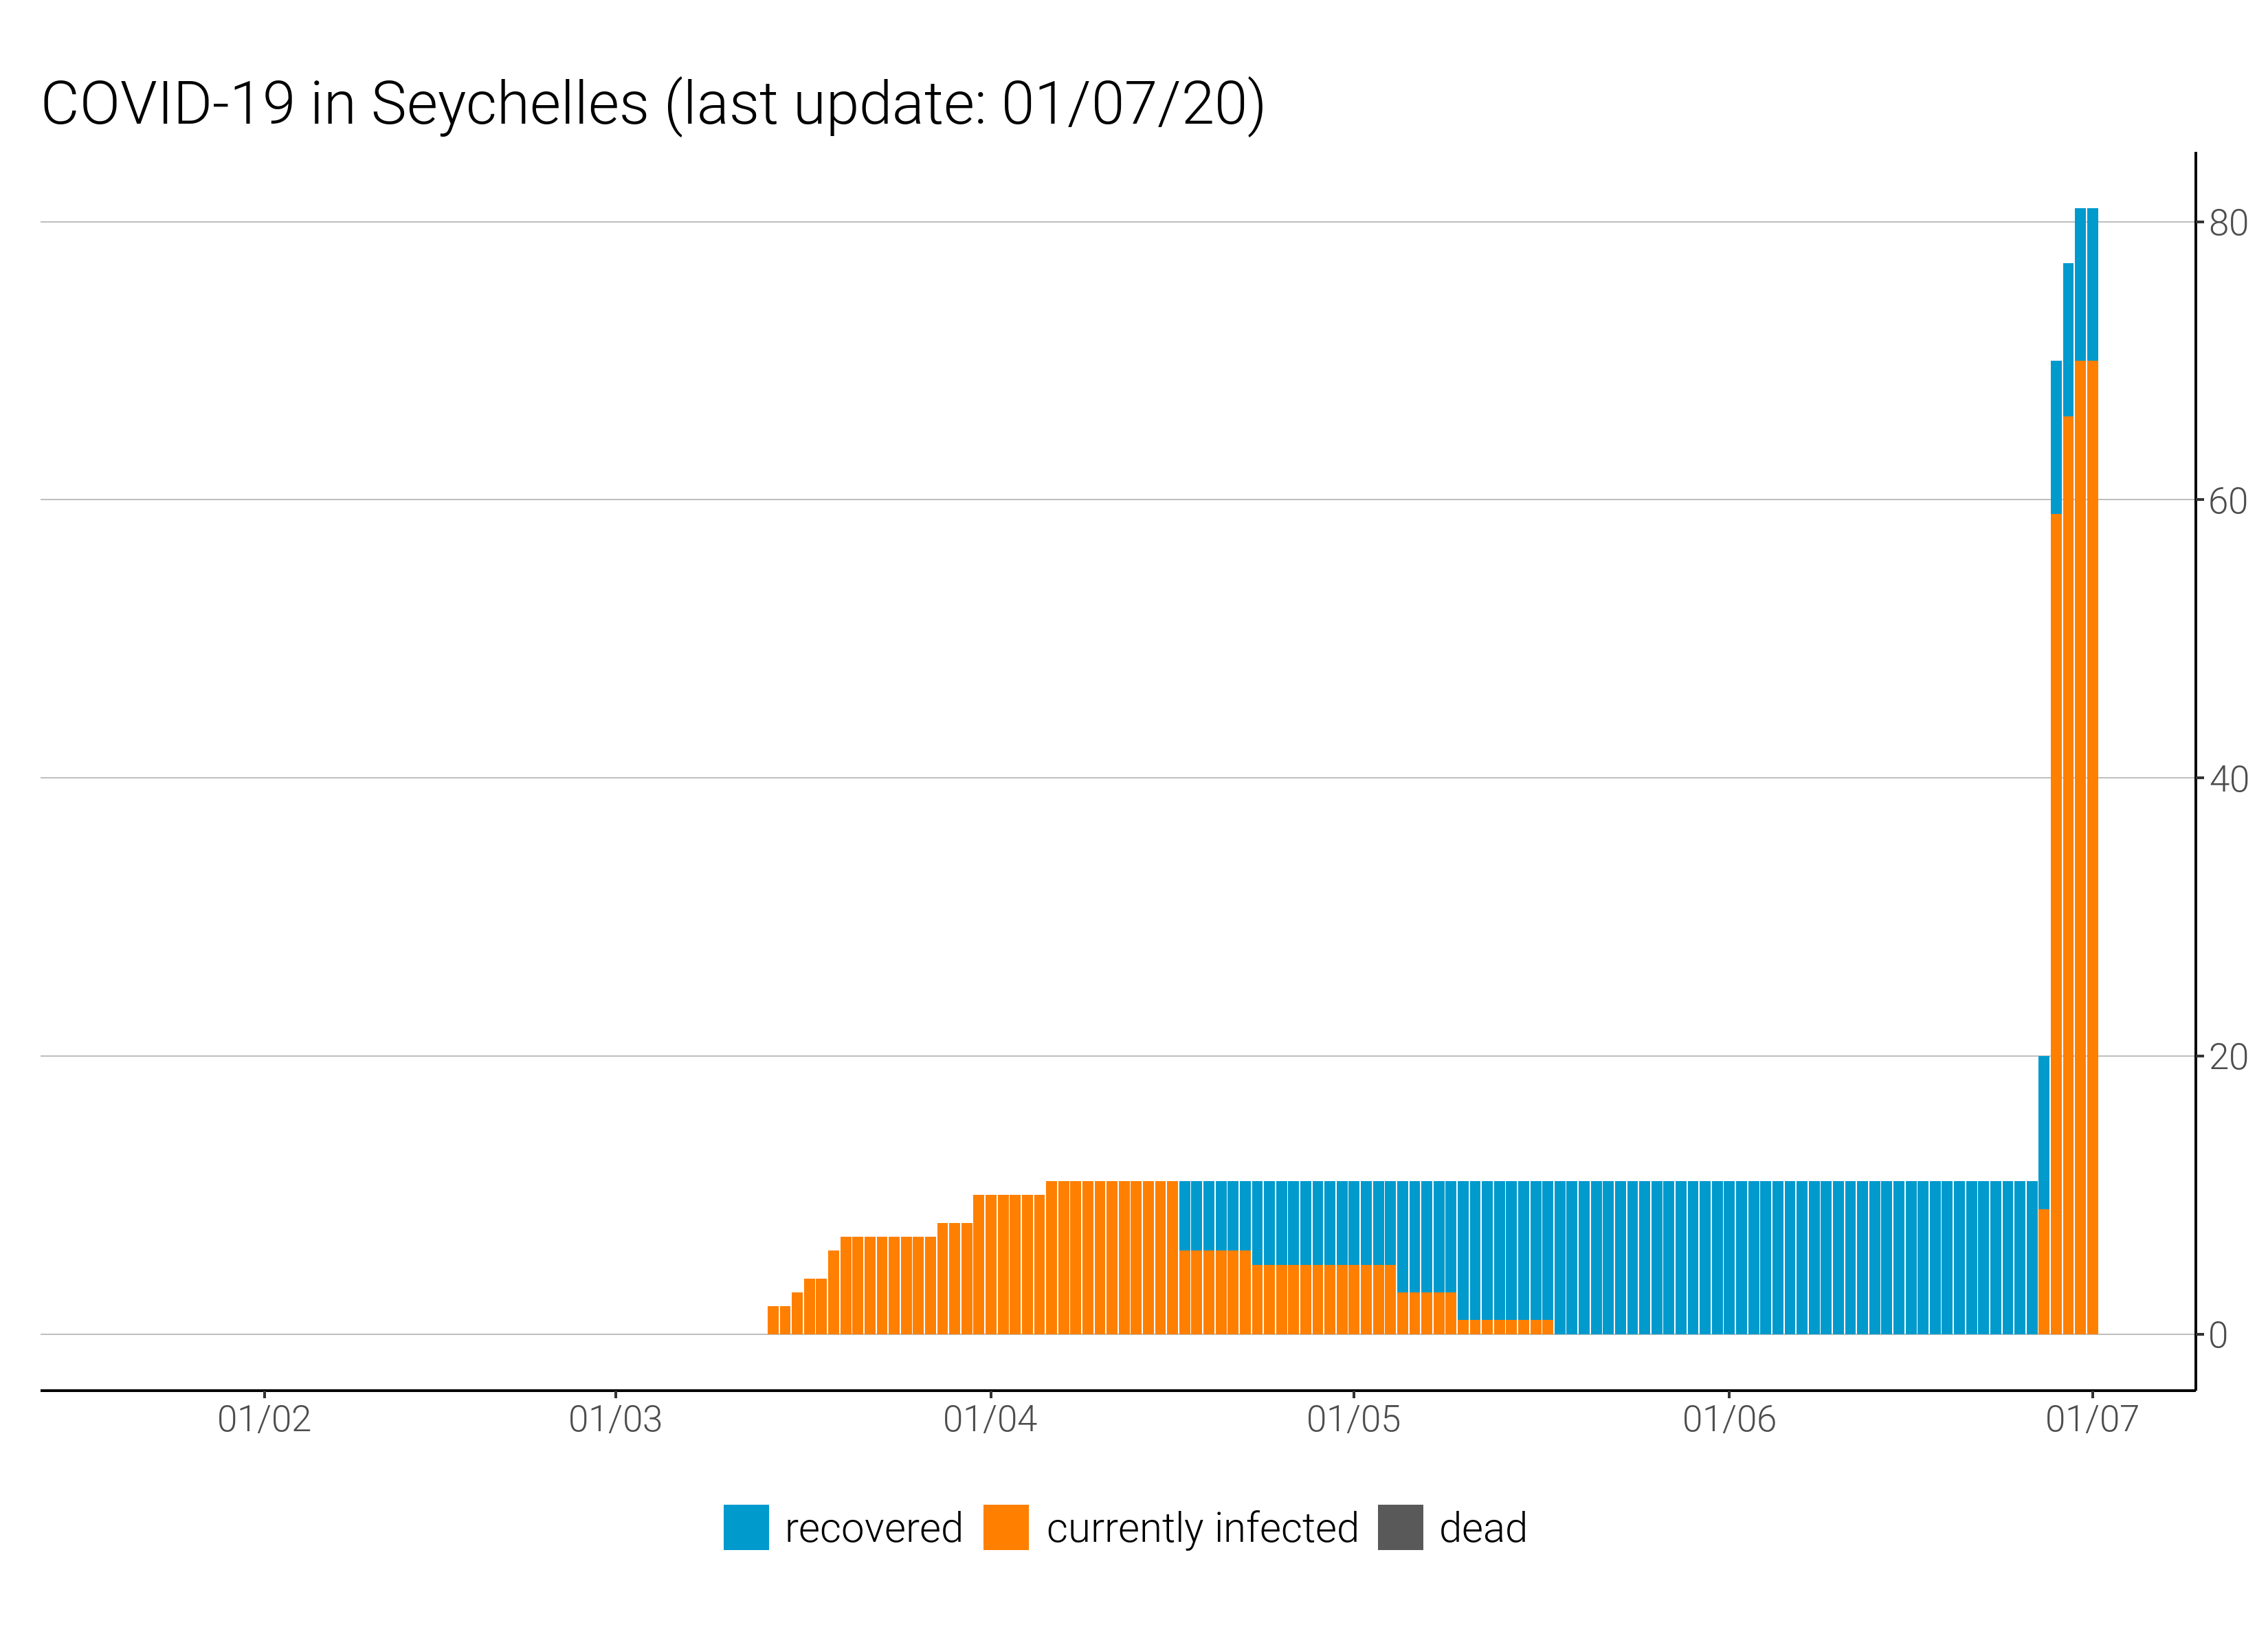 COVID-19 in Seychelles (last update: 01/07/20)
80
60
40
20
0
01/02 01/03 01/04 01/05 01/06 01/07
recovered currently infected dead